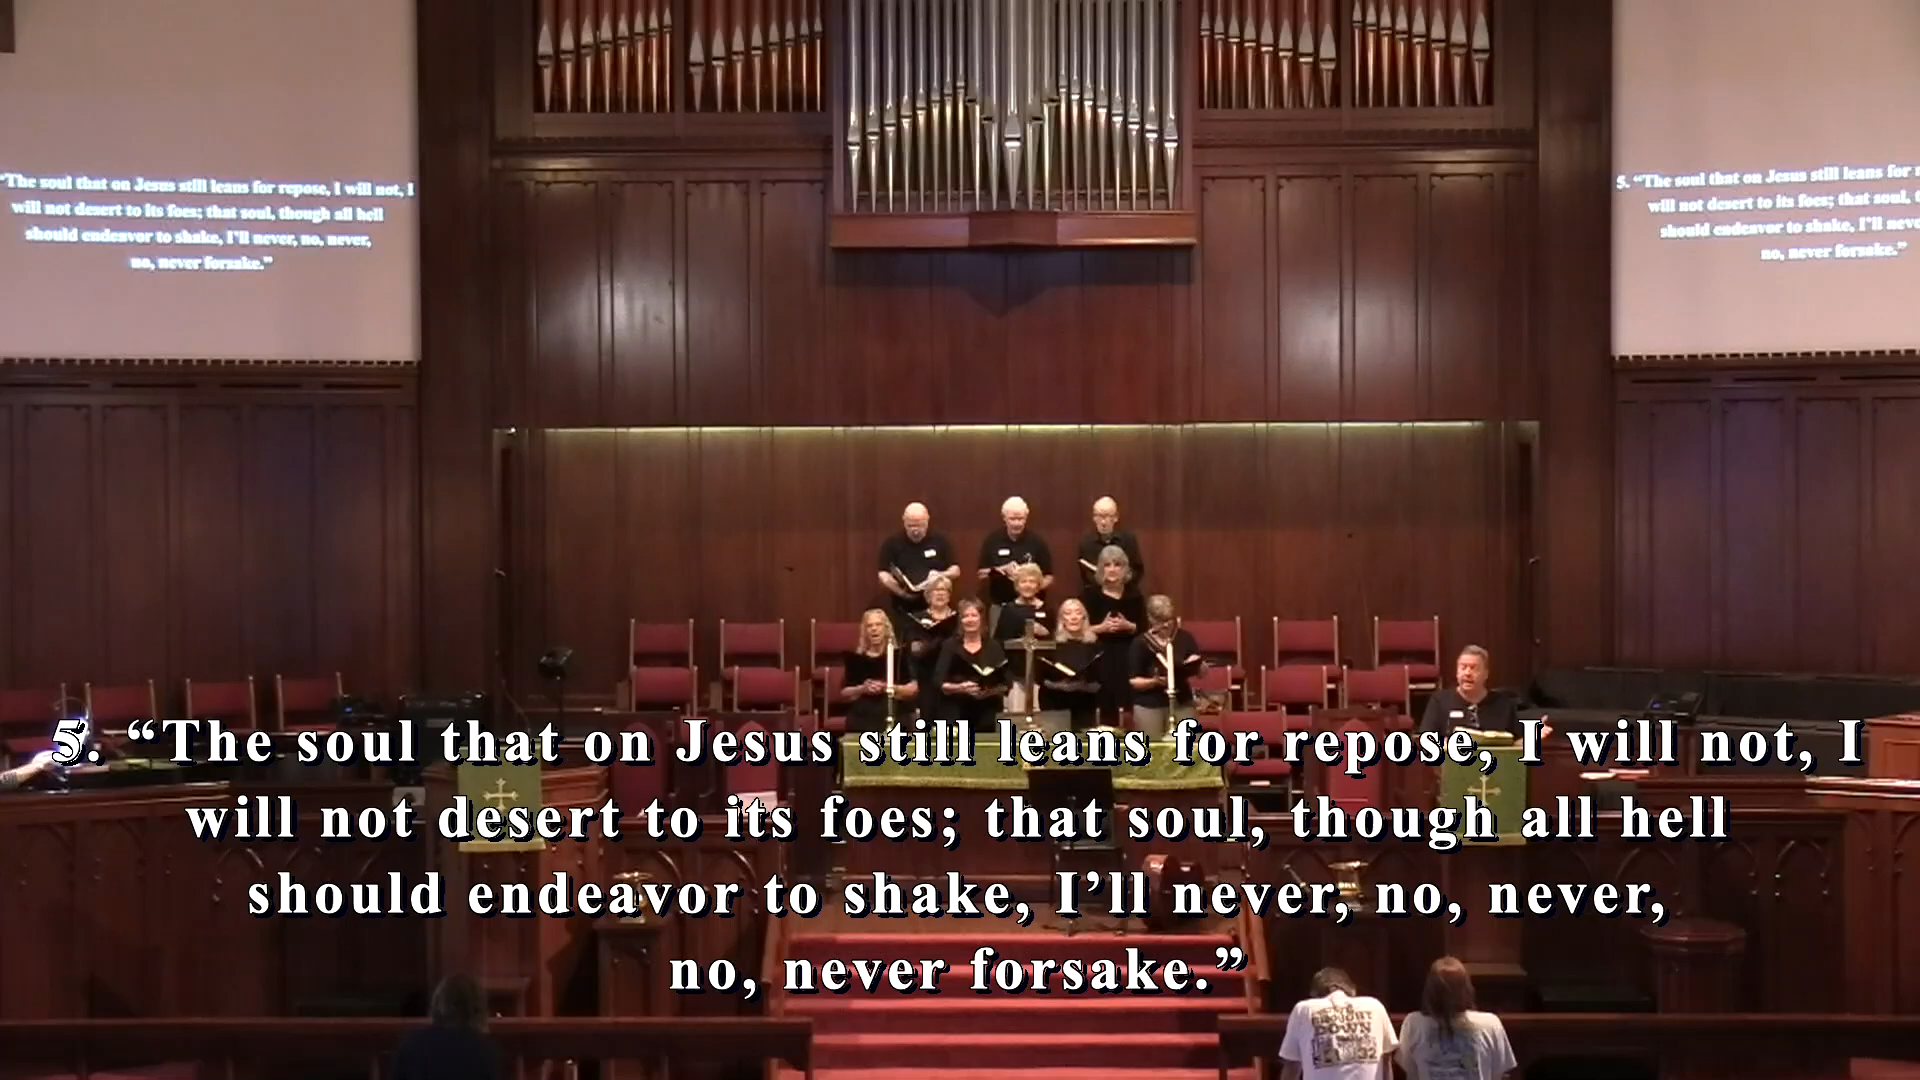 “The soul that on Jesus still leans for repose, I will not, I
will not desert to its foes; that soul, though all hell
should endeavor to shake, I’ll never, no, never,
no, never forsake.”
5. “The soul that on Jesus still leans for
will not desert to its foes; that soul,
should endeavor to shake, I’ll
no, never forsake.”
5. “The soul that on Jesus still leans for repose, I will not, I
will not desert to its foes; that soul, though all hell
should endeavor to shake, I’ll never, no, never,
no, never forsake.”
DOWN